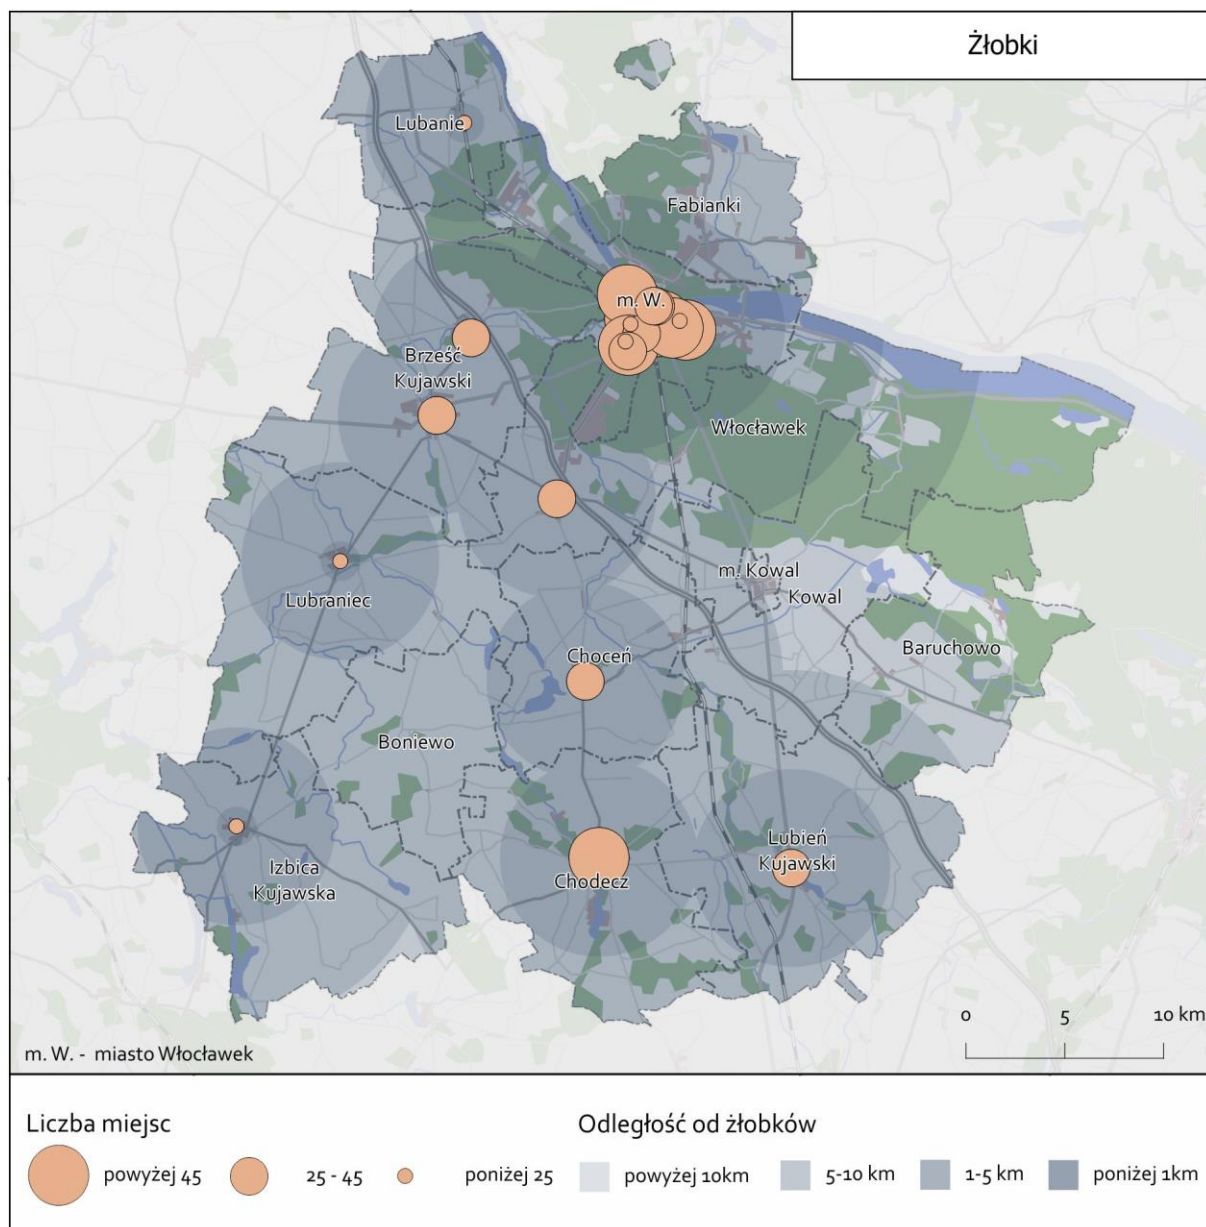 Żłobki
Lubanie
Fabianki
m. W.
Brześć
Kujawski
Włocławek
m. Kowal
Kowal
Lubraniec
Baruchowo
Choceń
Boniewo
Lubień
Kujawski
Izbica
Kujawska
Chodecz
0 5 10 km
m. W. - miasto Włocławek
Liczba miejsc
powyżej 45 25 - 45 poniżej 25
Odległość od żłobków
powyżej 10km 5-10 km 1-5 km poniżej 1km